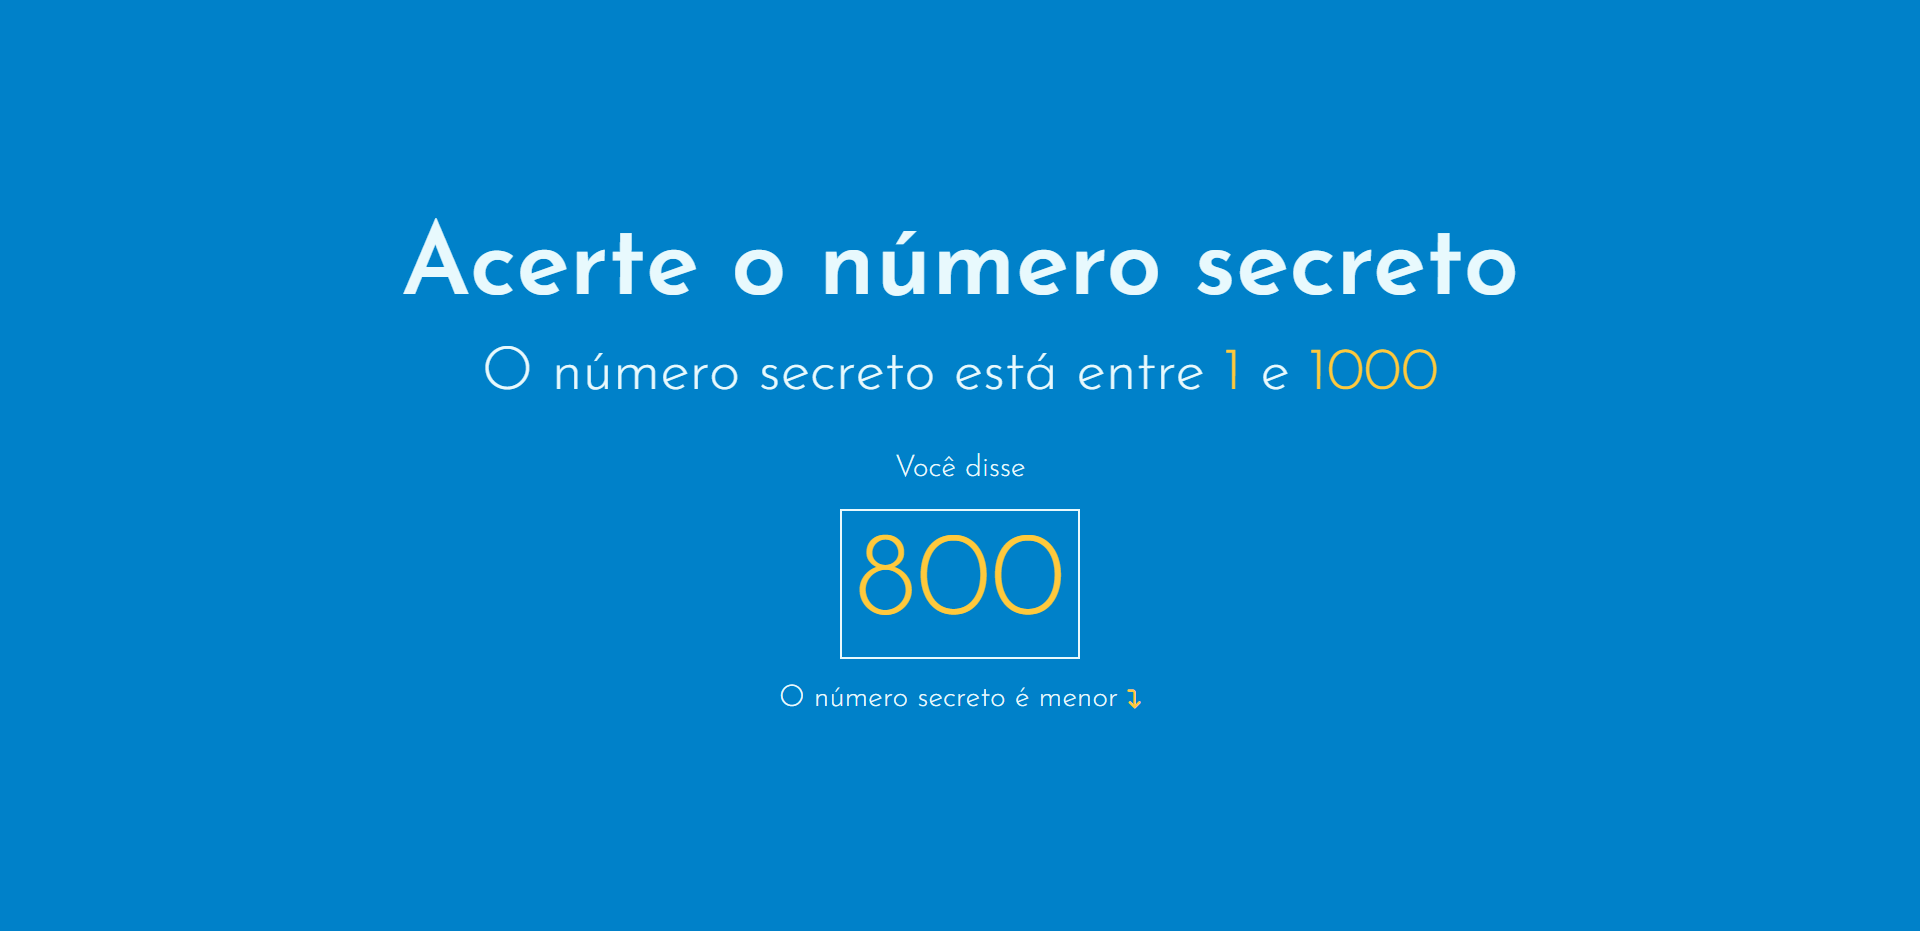 Acerte o número secreto
O número secreto está entre 1 e 1000
Você disse
800
O número secreto é menor